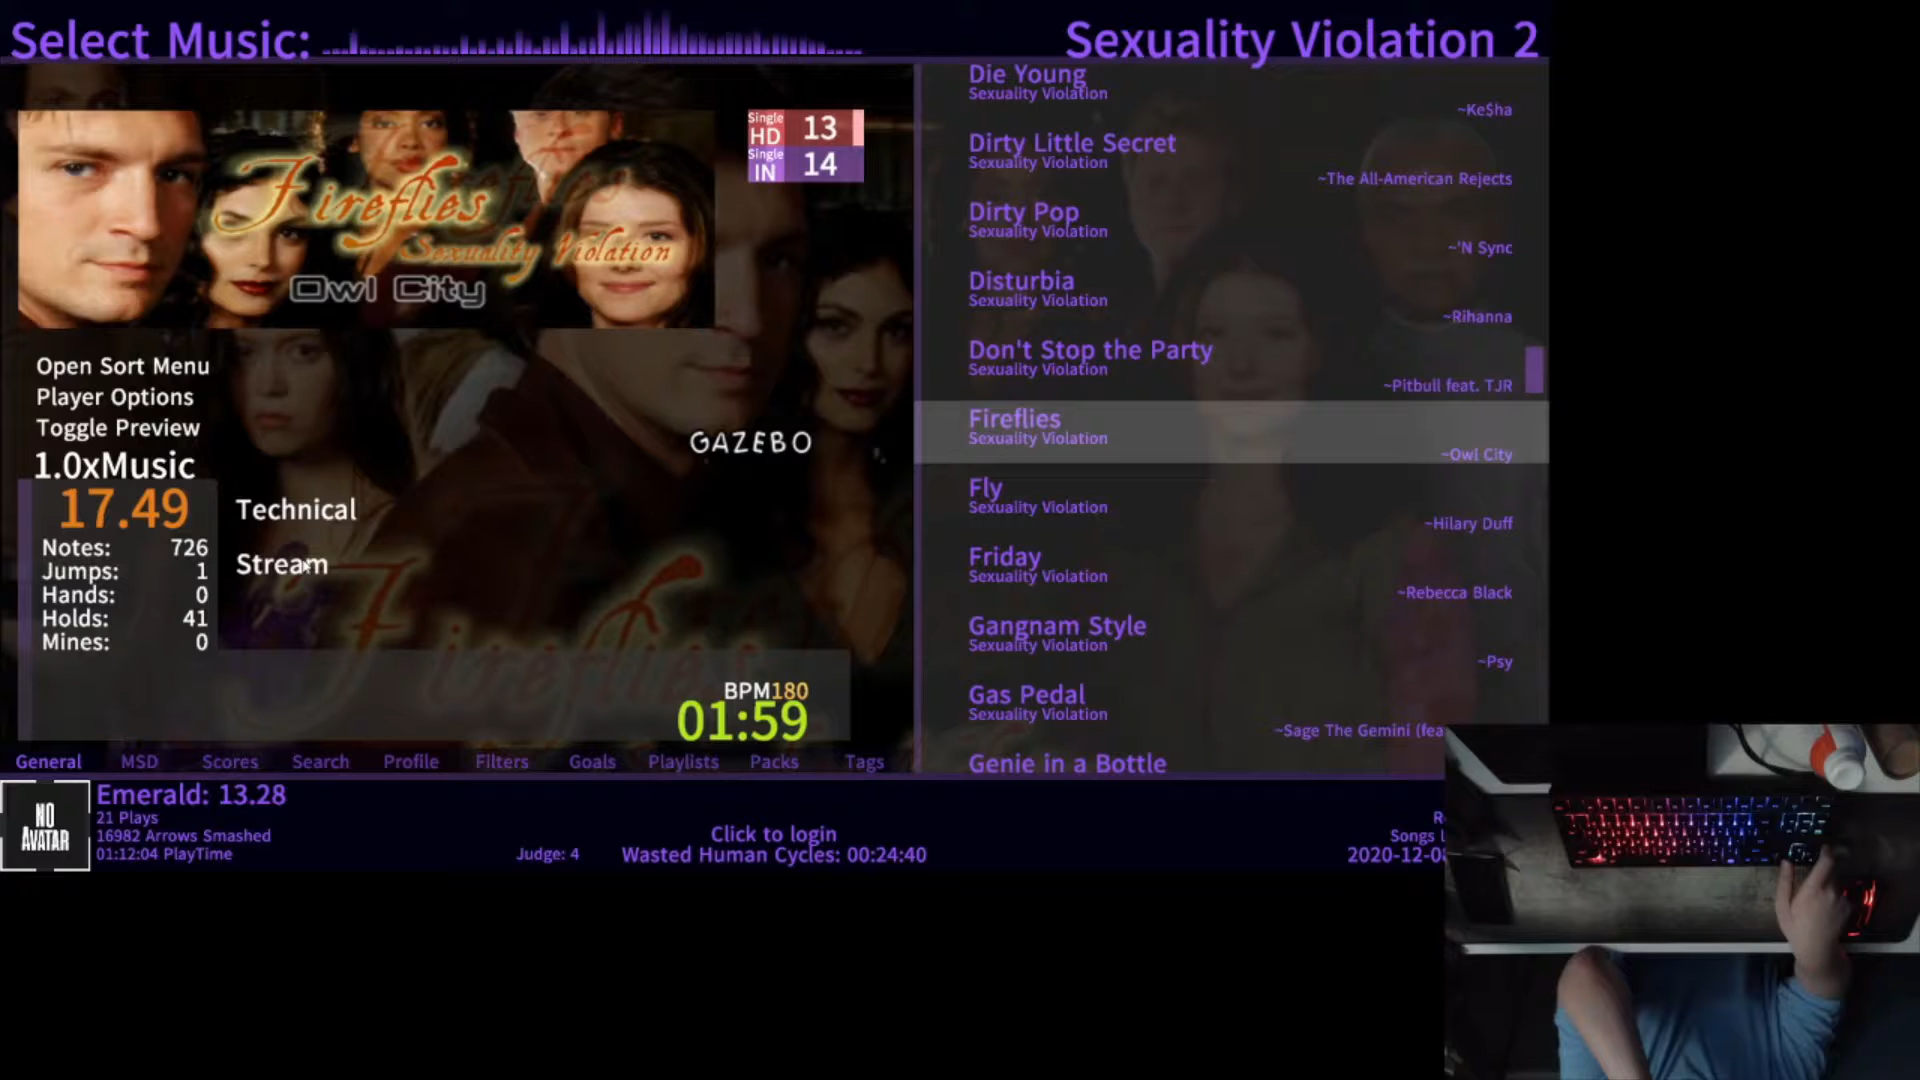 Select Music:
Sexuality Violation 2
Fireflies
Sexuality Violation
Owl City
Single
HD 13
Single
IN 14
Open Sort Menu
Player Options
Toggle Preview
1.0xMusic
GAZEBO
17.49
Technical
Stream
Notes: 726
Jumps: 1
Hands: 0
Holds: 41
Mines: 0
Fireflies
BPM180
01:59
Die Young
Sexuality Violation
~Ke$ha
Dirty Little Secret
Sexuality Violation
~The All-American Rejects
Dirty Pop
Sexuality Violation
~'N Sync
Disturbia
Sexuality Violation
~Rihanna
Don't Stop the Party
Sexuality Violation
~Pitbull feat. TJR
Fireflies
Sexuality Violation
~Owl City
Fly
Sexuality Violation
~Hilary Duff
Friday
Sexuality Violation
~Rebecca Black
Gangnam Style
Sexuality Violation
~Psy
Gas Pedal
Sexuality Violation
~Sage The Gemini (fea
Genie in a Bottle
General MSD Scores Search Profile Filters Goals Playlists Packs Tags
NO
AVATAR
Emerald: 13.28
21 Plays
16982 Arrows Smashed
01:12:04 PlayTime
Judge: 4
Click to login
Wasted Human Cycles: 00:24:40
Songs
2020-12-0